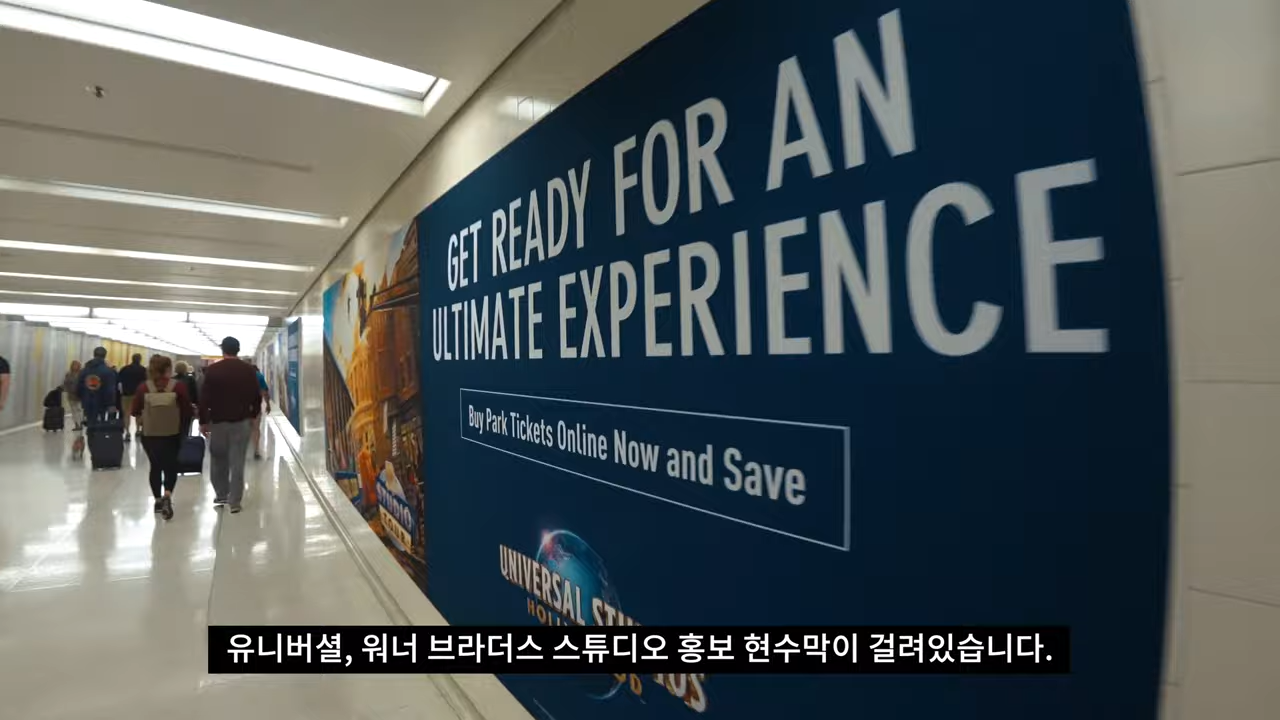 GET READY FOR AN
ULTIMATE EXPERIENCE
Buy Park Tickets Online Now and Save
STUDIO
TOUR
UNIVERSAL
유니버셜, 워너 브라더스 스튜디오 홍보 현수막이 걸려있습니다.